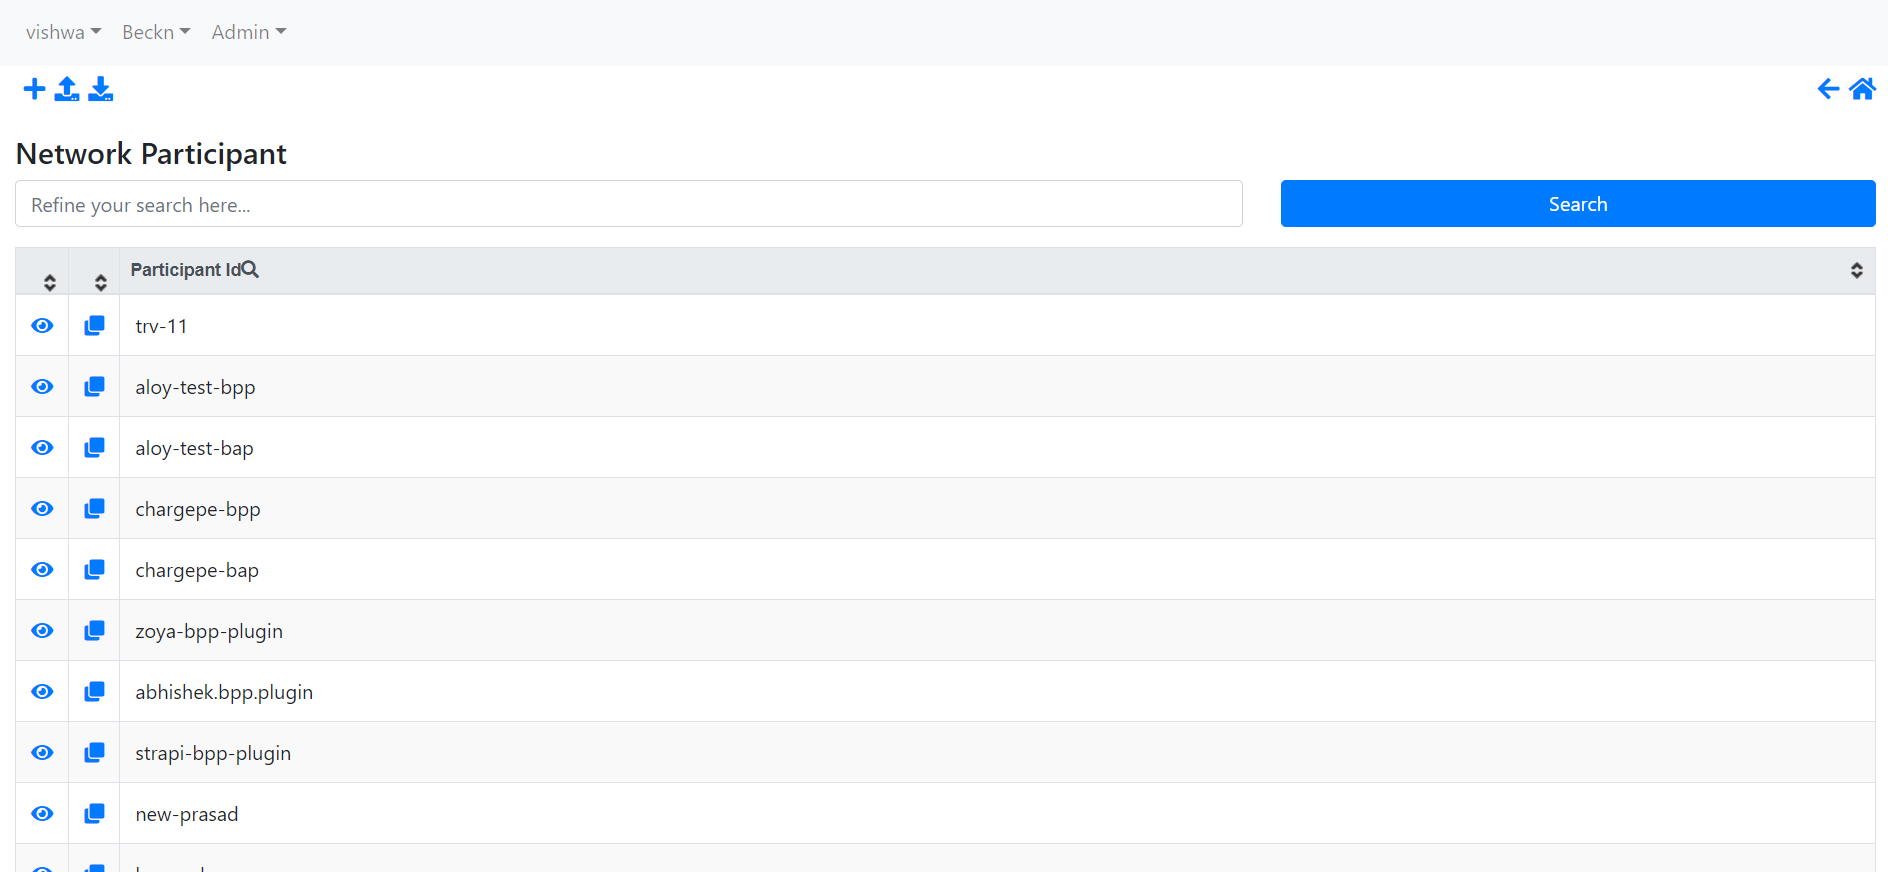 vishwa Beckn Admin
Network Participant
Refine your search here...
Search
Participant Id
trv-11
aloy-test-bpp
aloy-test-bap
chargepe-bpp
chargepe-bap
zoya-bpp-plugin
abhishek.bpp.plugin
strapi-bpp-plugin
new-prasad